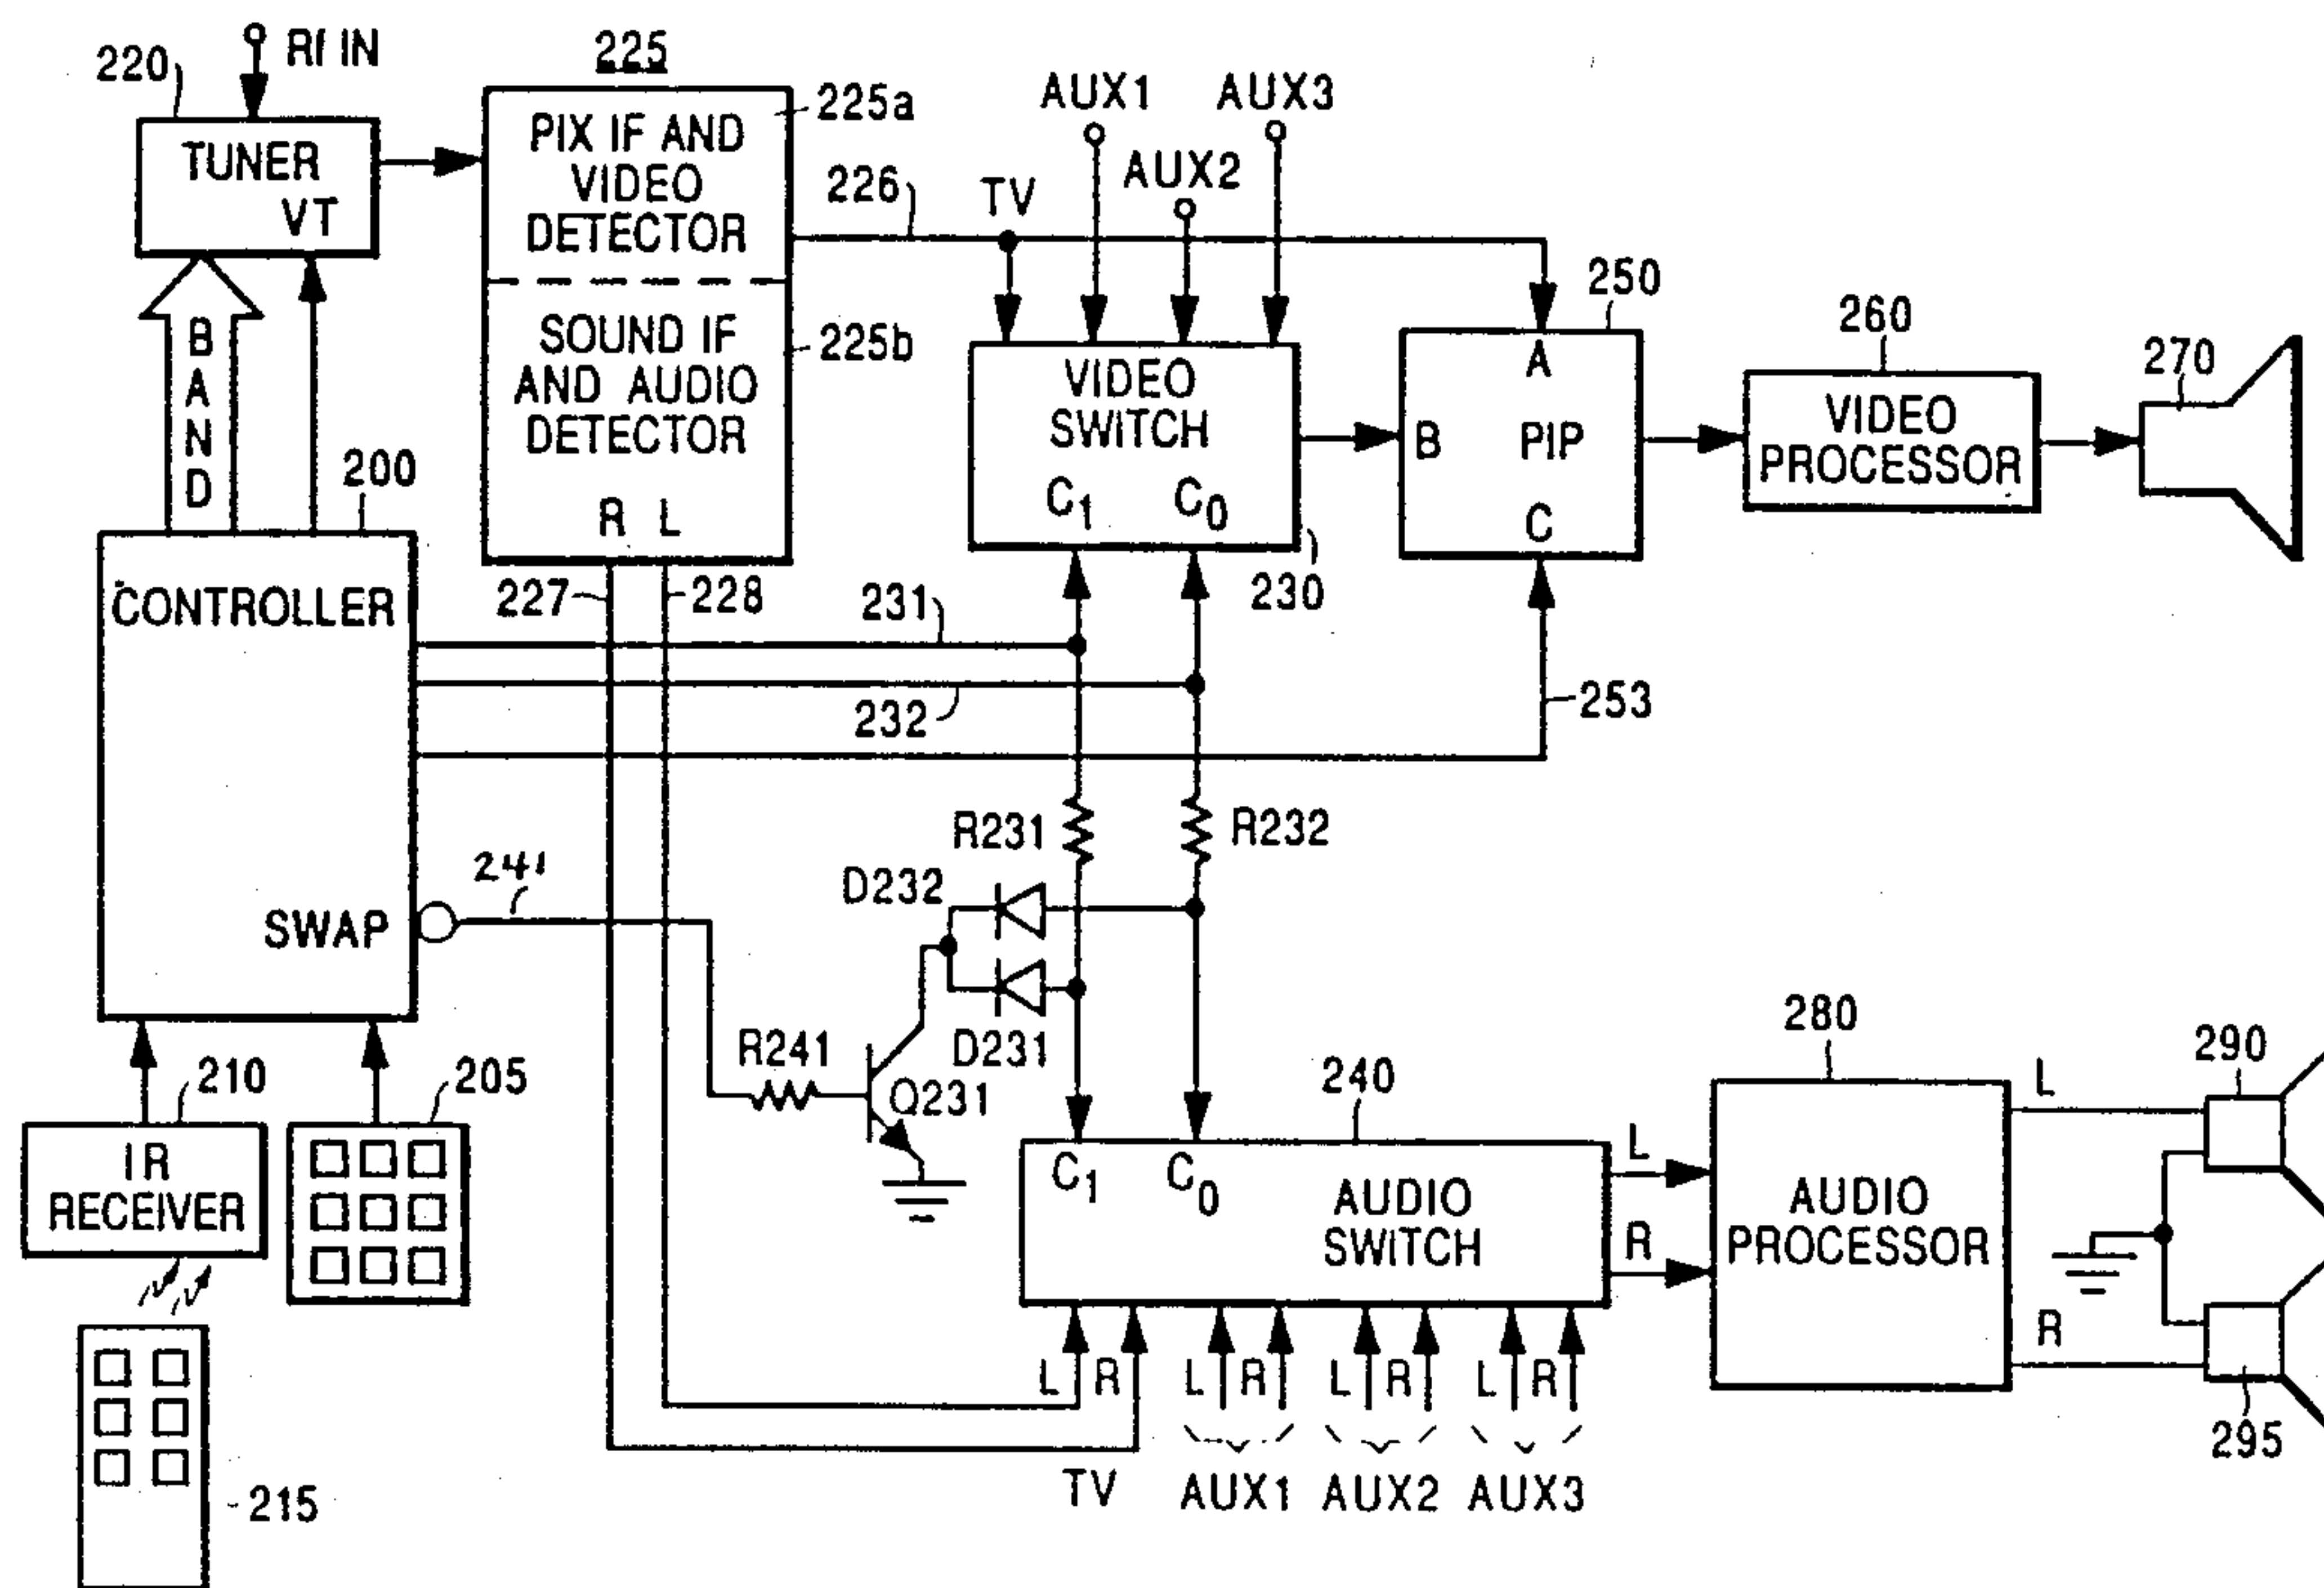 Rf IN
220
TUNER
VT
225
PIX IF AND
VIDEO
DETECTOR
225a
SOUND IF
AND AUDIO
DETECTOR
225b
R L
226
TV
AUX1
AUX2
AUX3
VIDEO
SWITCH
C1 C0
230
250
A
B PIP
C
260
VIDEO
PROCESSOR
270
BAND
200
CONTROLLER
SWAP
227
228
231
232
253
241
R231
R232
D232
D231
R241
Q231
210
IR
RECEIVER
205
215
240
C1 C0
AUDIO
SWITCH
L
R
L R L R L R L R
TV AUX1 AUX2 AUX3
280
AUDIO
PROCESSOR
L
R
290
295